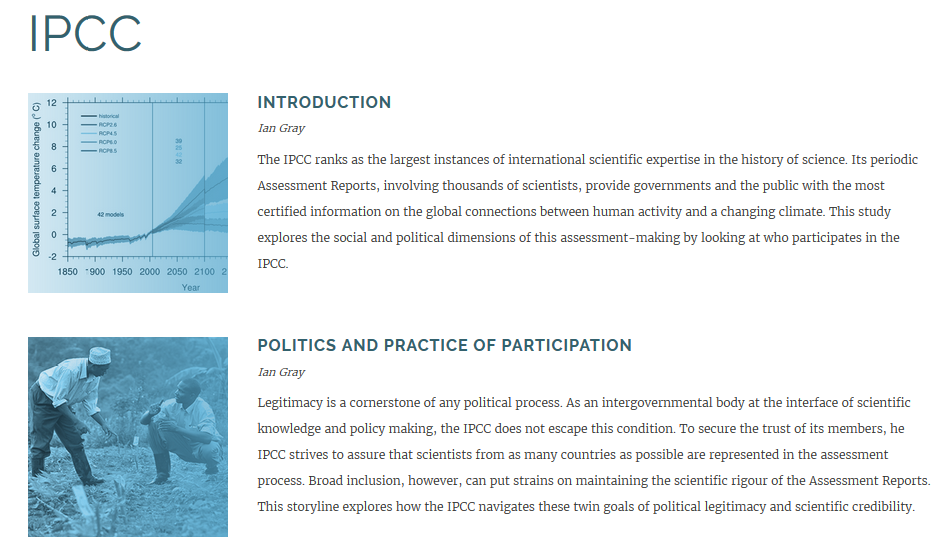 IPCC
Global surface temperature change (° C)
12
10
8
6
4
2
0
-2
historical
RCP2.6
RCP4.5
RCP6.0
RCP8.5
39
25
32
42 models
1850 1900 1950 2000 2050 2100
Year
INTRODUCTION
Ian Gray
The IPCC ranks as the largest instances of international scientific expertise in the history of science. Its periodic
Assessment Reports, involving thousands of scientists, provide governments and the public with the most
certified information on the global connections between human activity and a changing climate. This study
explores the social and political dimensions of this assessment-making by looking at who participates in the
IPCC.
POLITICS AND PRACTICE OF PARTICIPATION
Ian Gray
Legitimacy is a cornerstone of any political process. As an intergovernmental body at the interface of scientific
knowledge and policy making, the IPCC does not escape this condition. To secure the trust of its members, he
IPCC strives to assure that scientists from as many countries as possible are represented in the assessment
process. Broad inclusion, however, can put strains on maintaining the scientific rigour of the Assessment Reports.
This storyline explores how the IPCC navigates these twin goals of political legitimacy and scientific credibility.